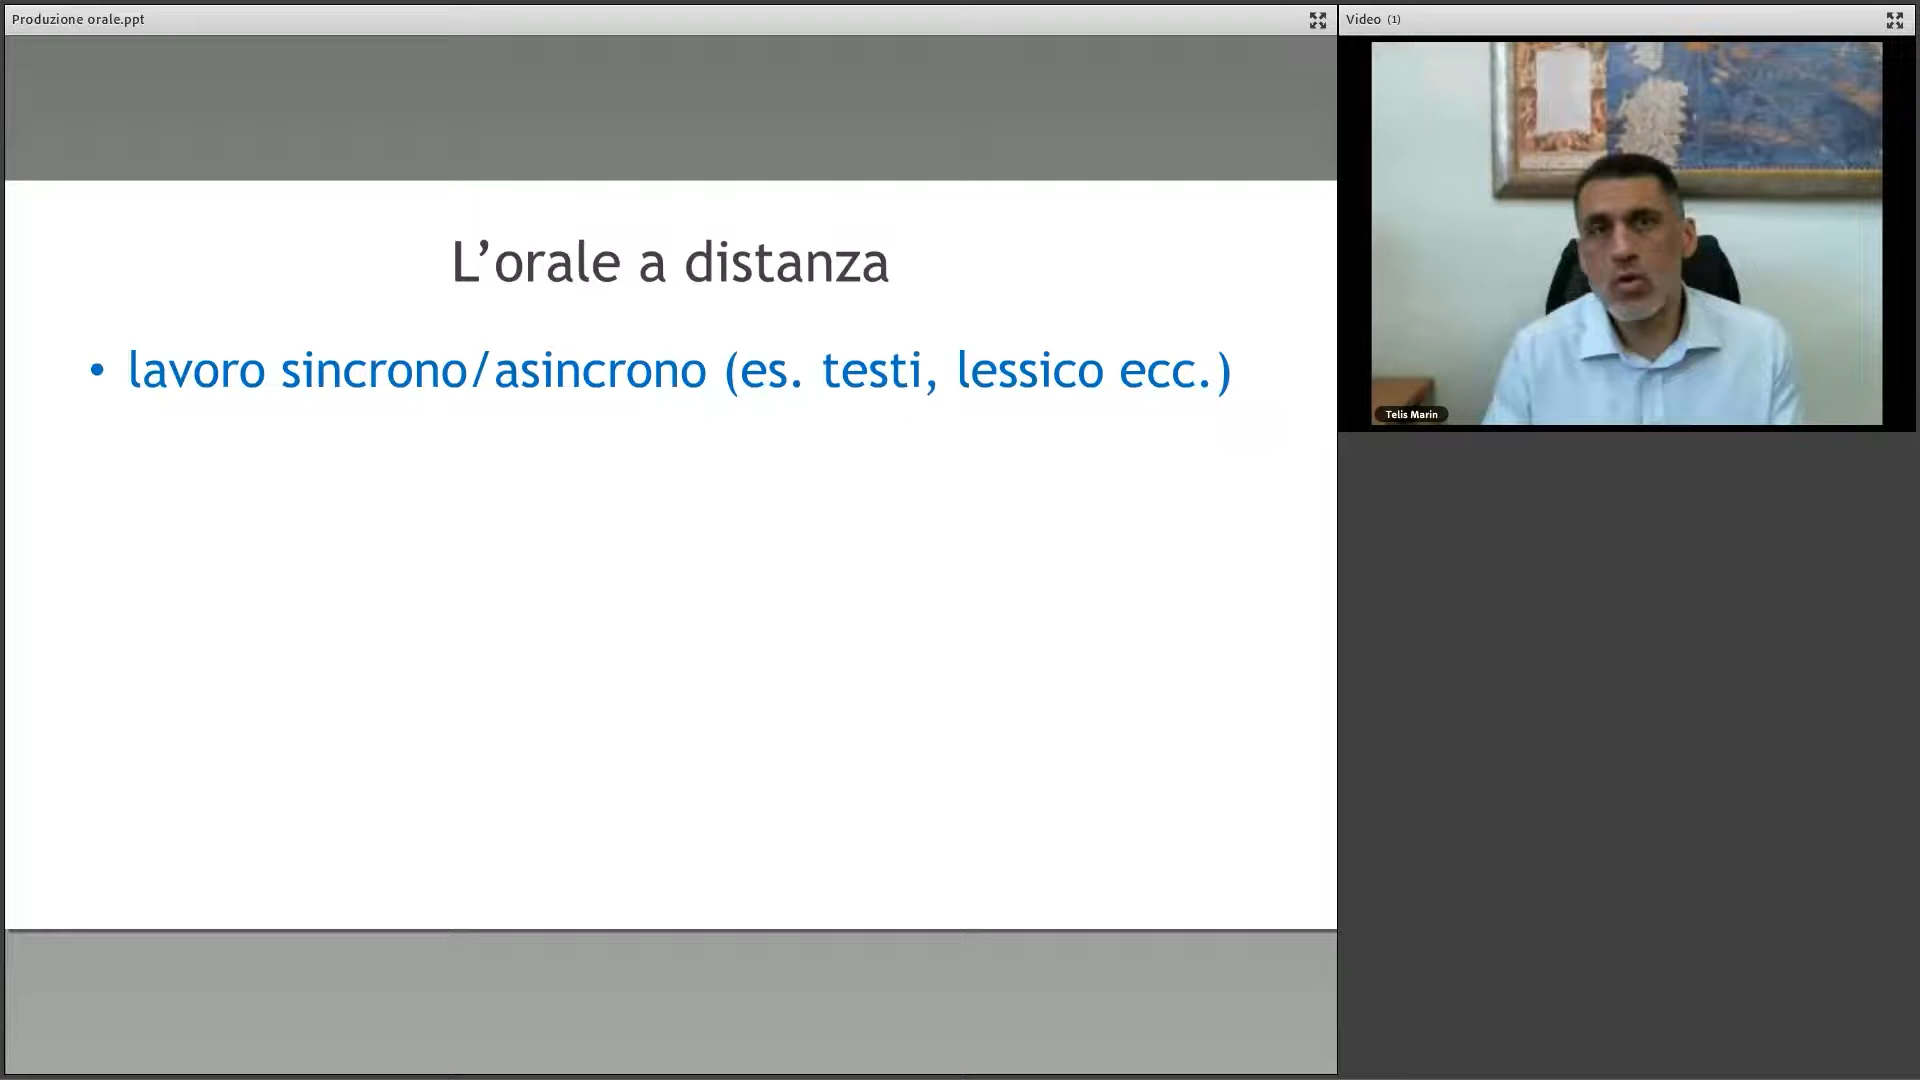 Produzione orale.ppt
Video (1)
L’orale a distanza
• lavoro sincrono/asincrono (es. testi, lessico ecc.)
Telis Marin